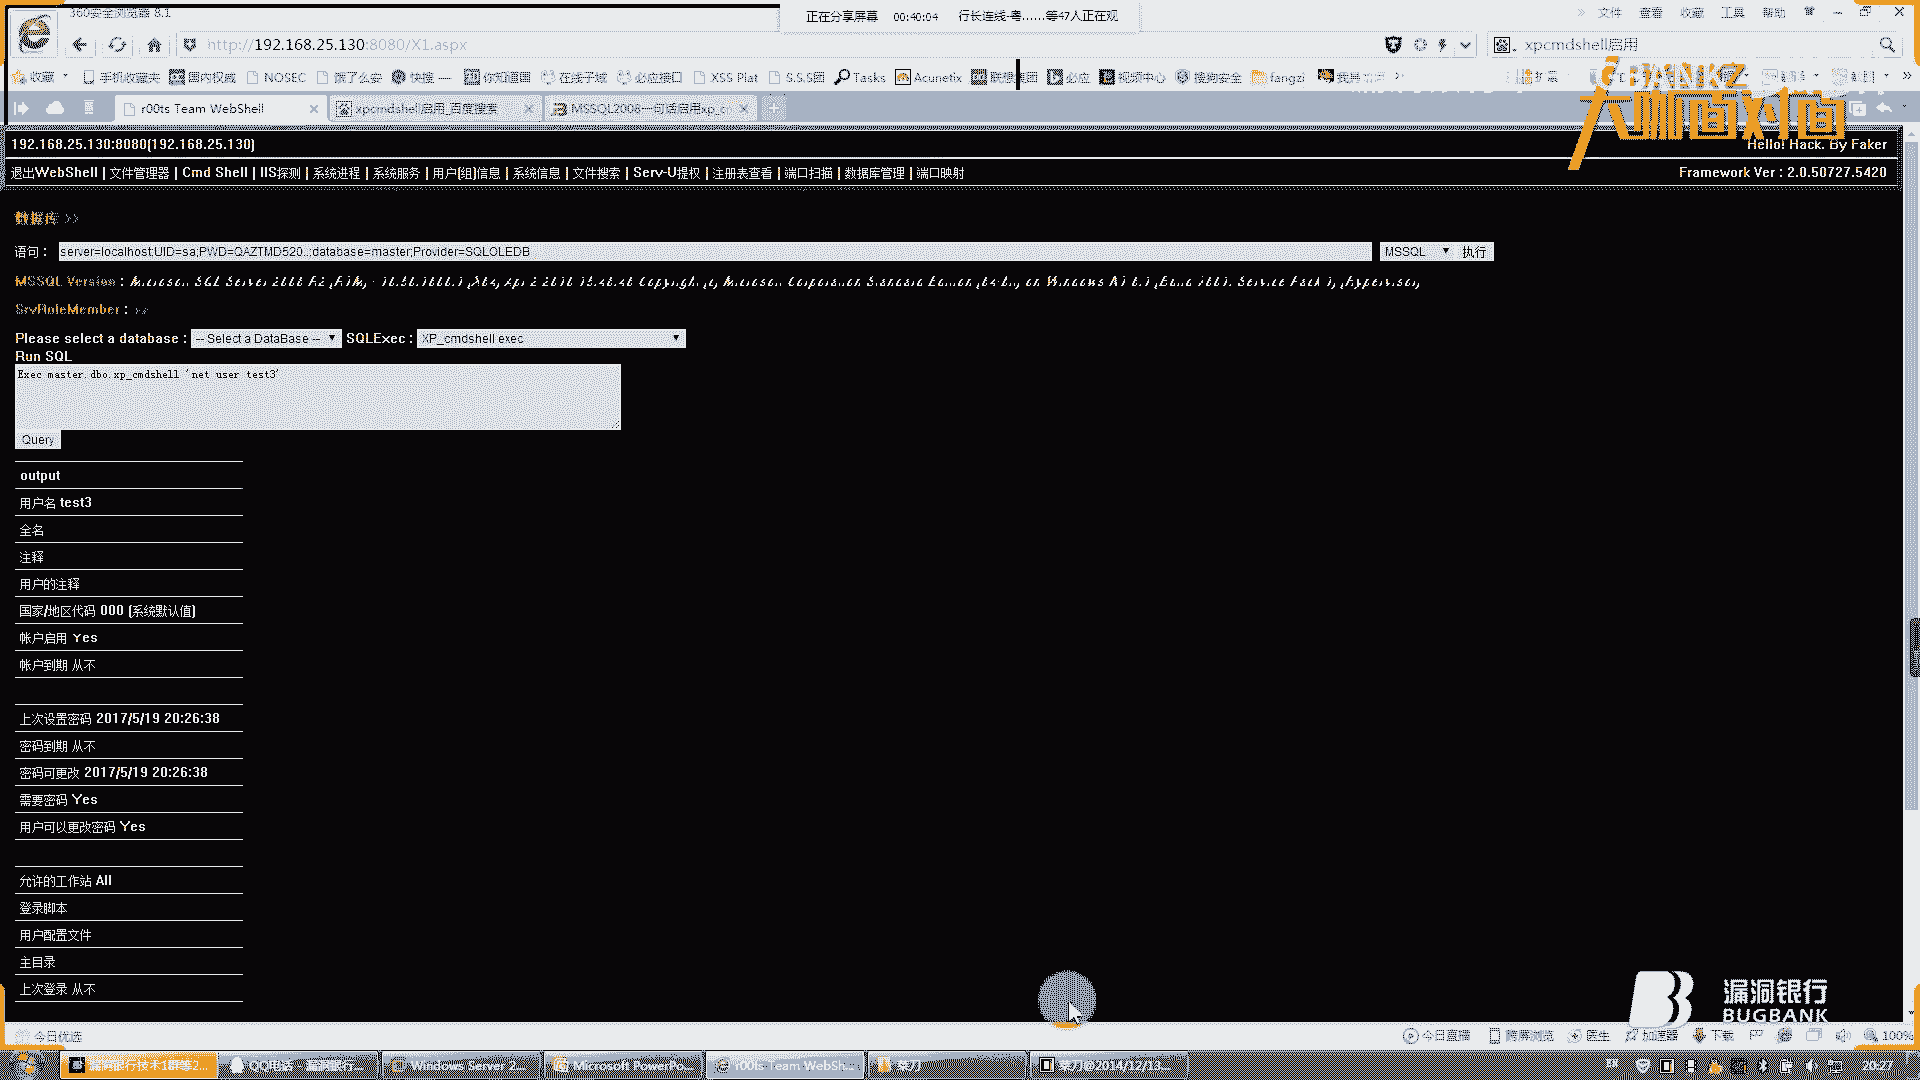 360安全浏览器 8.1
正在分享屏幕 00:40:04 行长连线-粤……等47人正在观
文件 查看 收藏 工具 帮助
http://192.168.25.130:8080/X1.aspx
xpcmdshell启用
收藏 手机收藏夹 国内权威 NOSEC 跟了么安 快搜 — 你知道圈 在线子域 必应接口 XSS Plat S.S.S团 Tasks Acunetix 联想集团 必应 视频中心 搜狗安全 fangzi
r00ts Team WebShell
xpcmdshell启用_百度搜索
MSSQL2008一句话启用xp_c
BANKZ
大咖面对面
192.168.25.130:8080(192.168.25.130)
Hello! Hack. By Faker
退出WebShell | 文件管理器 | Cmd Shell | IIS探测 | 系统进程 | 系统服务 | 用户(组)信息 | 系统信息 | 文件搜索 | Serv-U提权 | 注册表查看 | 端口扫描 | 数据库管理 | 端口映射
Framework Ver : 2.0.50727.5420
数据库 >>
语句： server=localhost;UID=sa;PWD=QAZTMD520..;database=master;Provider=SQLOLEDB MSSQL 执行
MSSQL Version :
SrvRoleMember :
Please select a database : -- Select a DataBase -- SQLExec : XP_cmdshell exec
Run SQL
Exec master.dbo.xp_cmdshell 'net user test3'
Query
output
用户名 test3
全名
注释
用户的注释
国家/地区代码 000 (系统默认值)
帐户启用 Yes
帐户到期 从不
上次设置密码 2017/5/19 20:26:38
密码到期 从不
密码可更改 2017/5/19 20:26:38
需要密码 Yes
用户可以更改密码 Yes
允许的工作站 All
登录脚本
用户配置文件
主目录
上次登录 从不
漏洞银行
BUGBANK
今日优选
今日直播 跨屏浏览 医生 加速器 下载 100%
漏洞银行技术1群等2...
QQ电话 - 漏洞银行...
Windows Server 2...
Microsoft PowerPo...
r00ts Team WebSh...
菜刀
菜刀@2014/12/13...
20:27